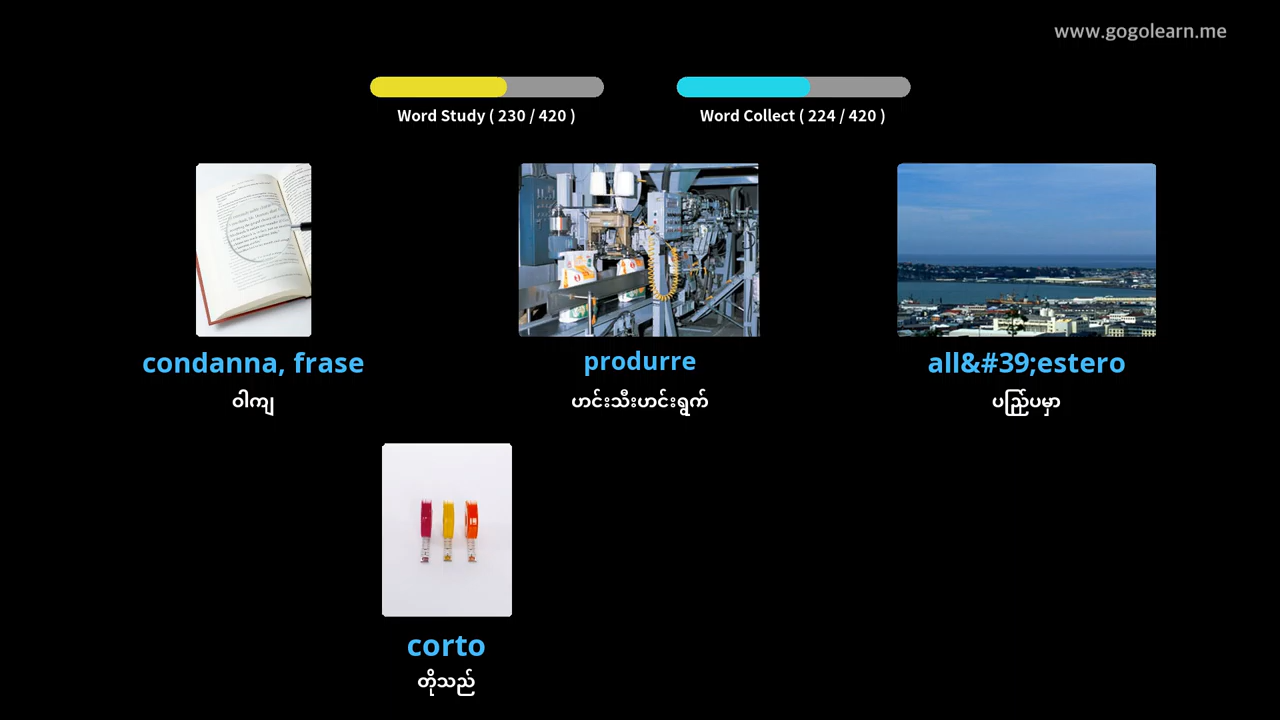 www.gogolearn.me
Word Study ( 230 / 420 )
Word Collect ( 224 / 420 )
condanna, frase
produrre
all&#39;estero
ဝါကျ
ဟင်းသီးဟင်းရွက်
ပည်ပြပမှာ
corto
တိုသည်